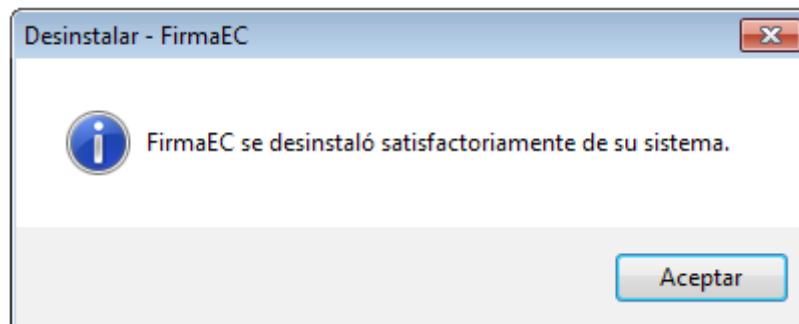 Desinstalar - FirmaEC
FirmaEC se desinstaló satisfactoriamente de su sistema.
Aceptar